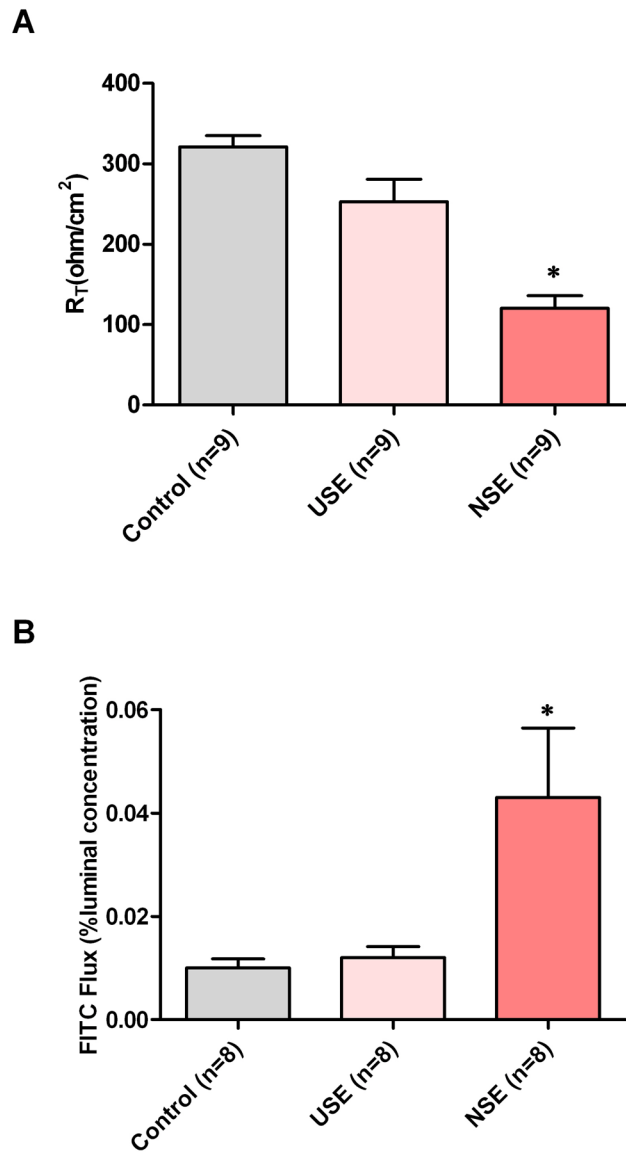 A
400
300
200
100
0
R_T(ohm/cm²)
*
Control (n=9)
USE (n=9)
NSE (n=9)
B
0.06
0.04
0.02
0.00
FITC Flux (%luminal concentration)
*
Control (n=8)
USE (n=8)
NSE (n=8)